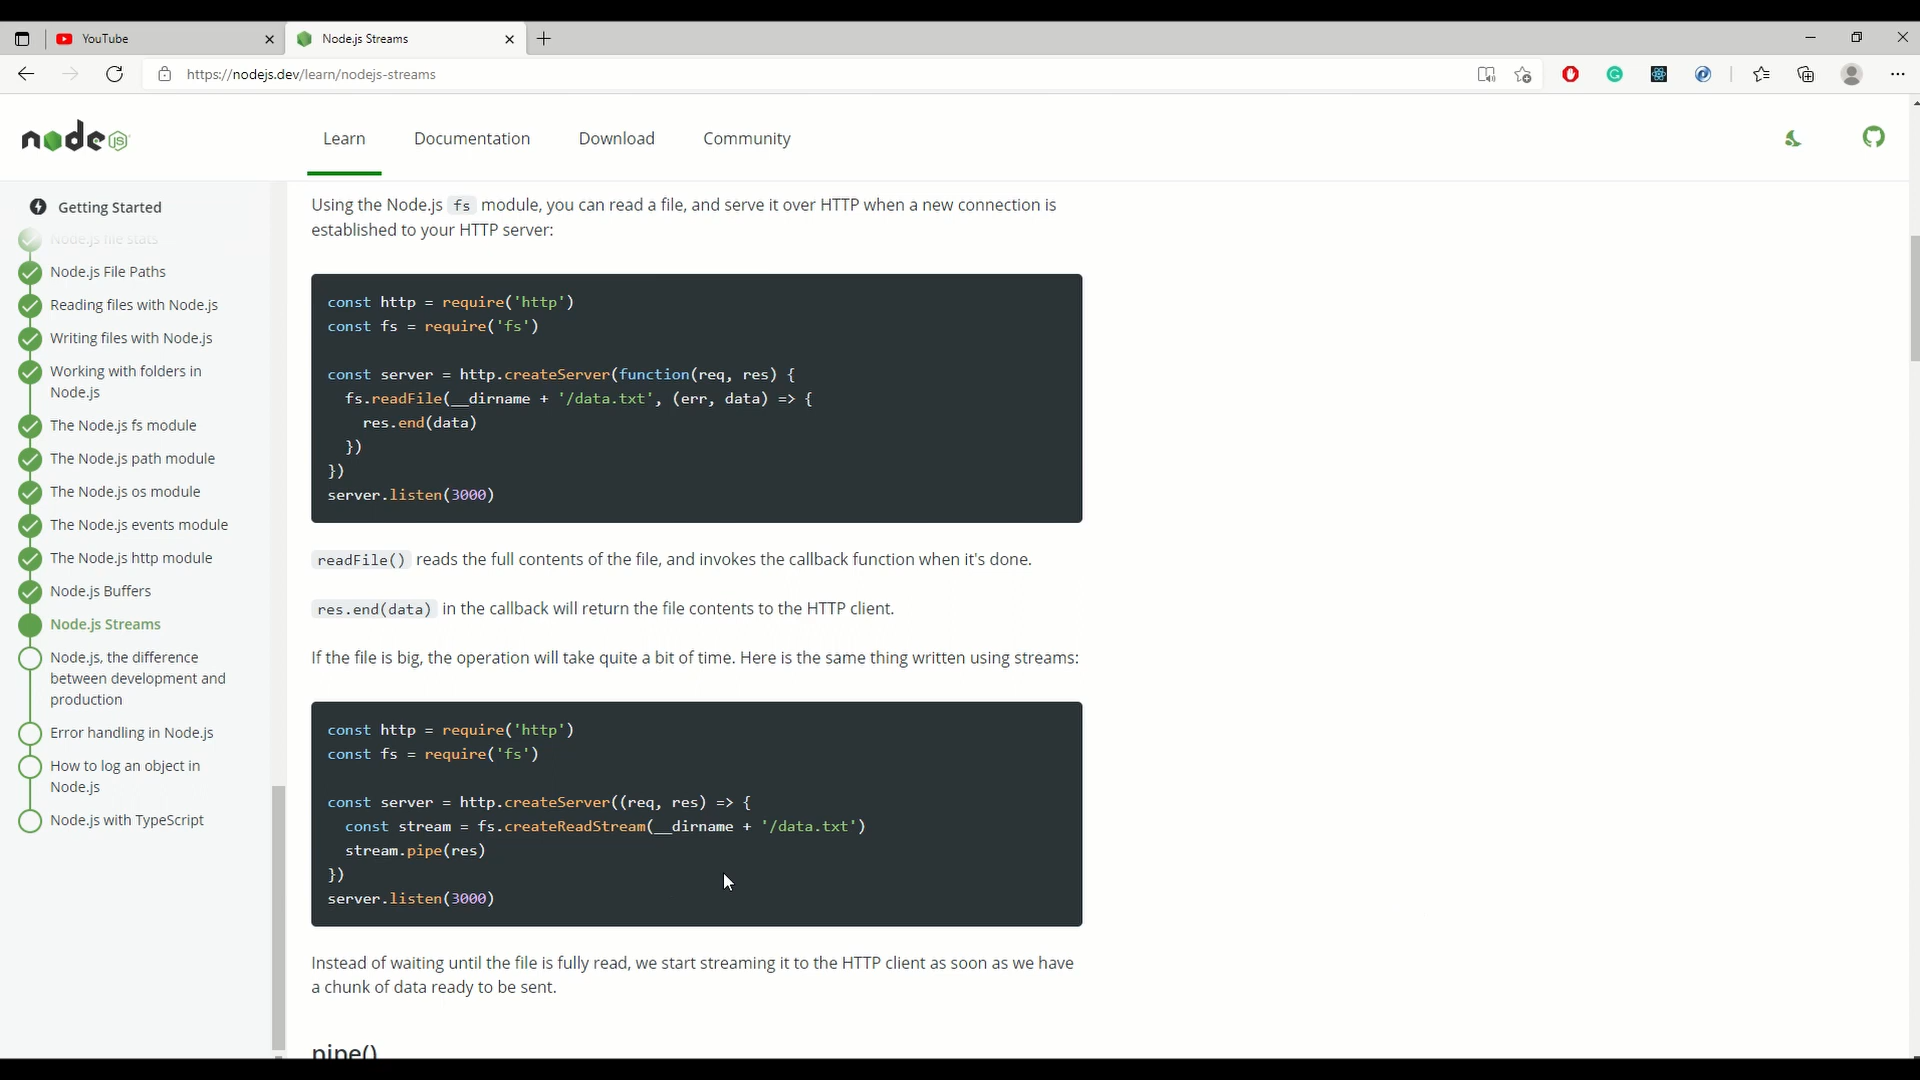 YouTube
Node.js Streams
https://nodejs.dev/learn/nodejs-streams
node JS
Learn
Documentation
Download
Community
Getting Started
Node.js file stats
Node.js File Paths
Reading files with Node.js
Writing files with Node.js
Working with folders in
Node.js
The Node.js fs module
The Node.js path module
The Node.js os module
The Node.js events module
The Node.js http module
Node.js Buffers
Node.js Streams
Node.js, the difference
between development and
production
Error handling in Node.js
How to log an object in
Node.js
Node.js with TypeScript
Using the Node.js fs module, you can read a file, and serve it over HTTP when a new connection is
established to your HTTP server:
const http = require('http')
const fs = require('fs')
const server = http.createServer(function(req, res) {
  fs.readFile(__dirname + '/data.txt', (err, data) => {
    res.end(data)
  })
})
server.listen(3000)
readFile() reads the full contents of the file, and invokes the callback function when it's done.
res.end(data) in the callback will return the file contents to the HTTP client.
If the file is big, the operation will take quite a bit of time. Here is the same thing written using streams:
const http = require('http')
const fs = require('fs')
const server = http.createServer((req, res) => {
  const stream = fs.createReadStream(__dirname + '/data.txt')
  stream.pipe(res)
})
server.listen(3000)
Instead of waiting until the file is fully read, we start streaming it to the HTTP client as soon as we have
a chunk of data ready to be sent.
pipe()